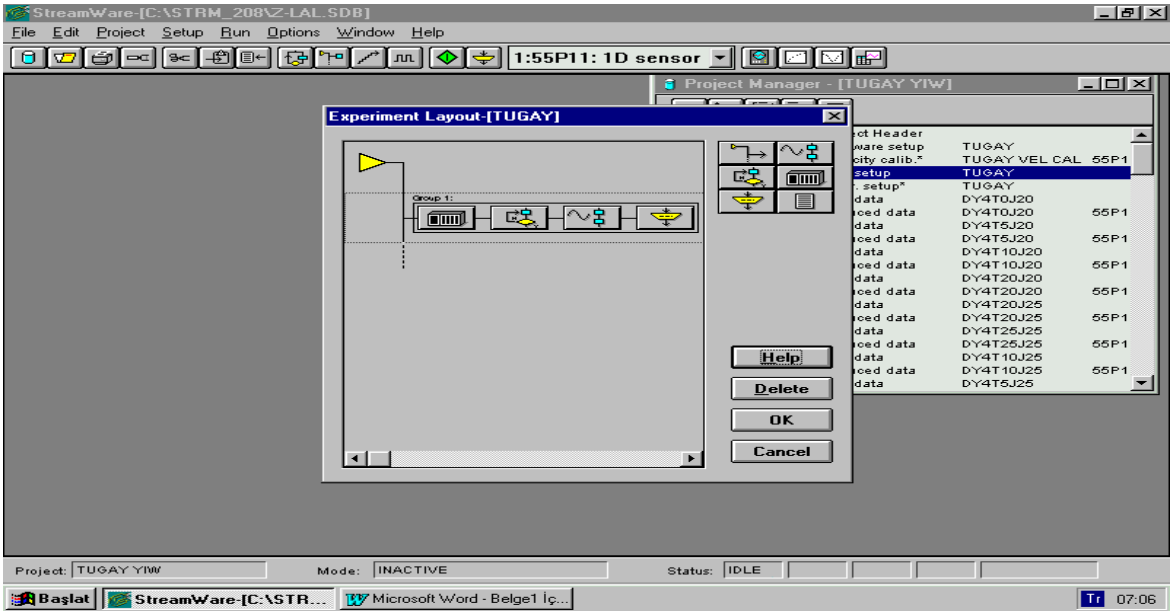 StreamWare-[C:\STRM_208\Z-LAL.SDB]
File Edit Project Setup Run Options Window Help
1:55P11: 1D sensor
Project Manager - [TUGAY YIW]
Experiment Layout-[TUGAY]
Group 1:
Help
Delete
OK
Cancel
ct Header
ware setup TUGAY
city calib.* TUGAY VEL CAL 55P1
setup TUGAY
. setup* TUGAY
data DY4T0J20
ced data DY4T0J20 55P1
data DY4T5J20
ced data DY4T5J20 55P1
data DY4T10J20
ced data DY4T10J20 55P1
data DY4T20J20
ced data DY4T20J20 55P1
data DY4T20J25
ced data DY4T20J25 55P1
data DY4T25J25
ced data DY4T25J25 55P1
data DY4T10J25
ced data DY4T10J25 55P1
data DY4T5J25
Project: TUGAY YIW Mode: INACTIVE Status: IDLE
Başlat StreamWare-[C:\STR... Microsoft Word - Belge1 İç... Tr 07:06